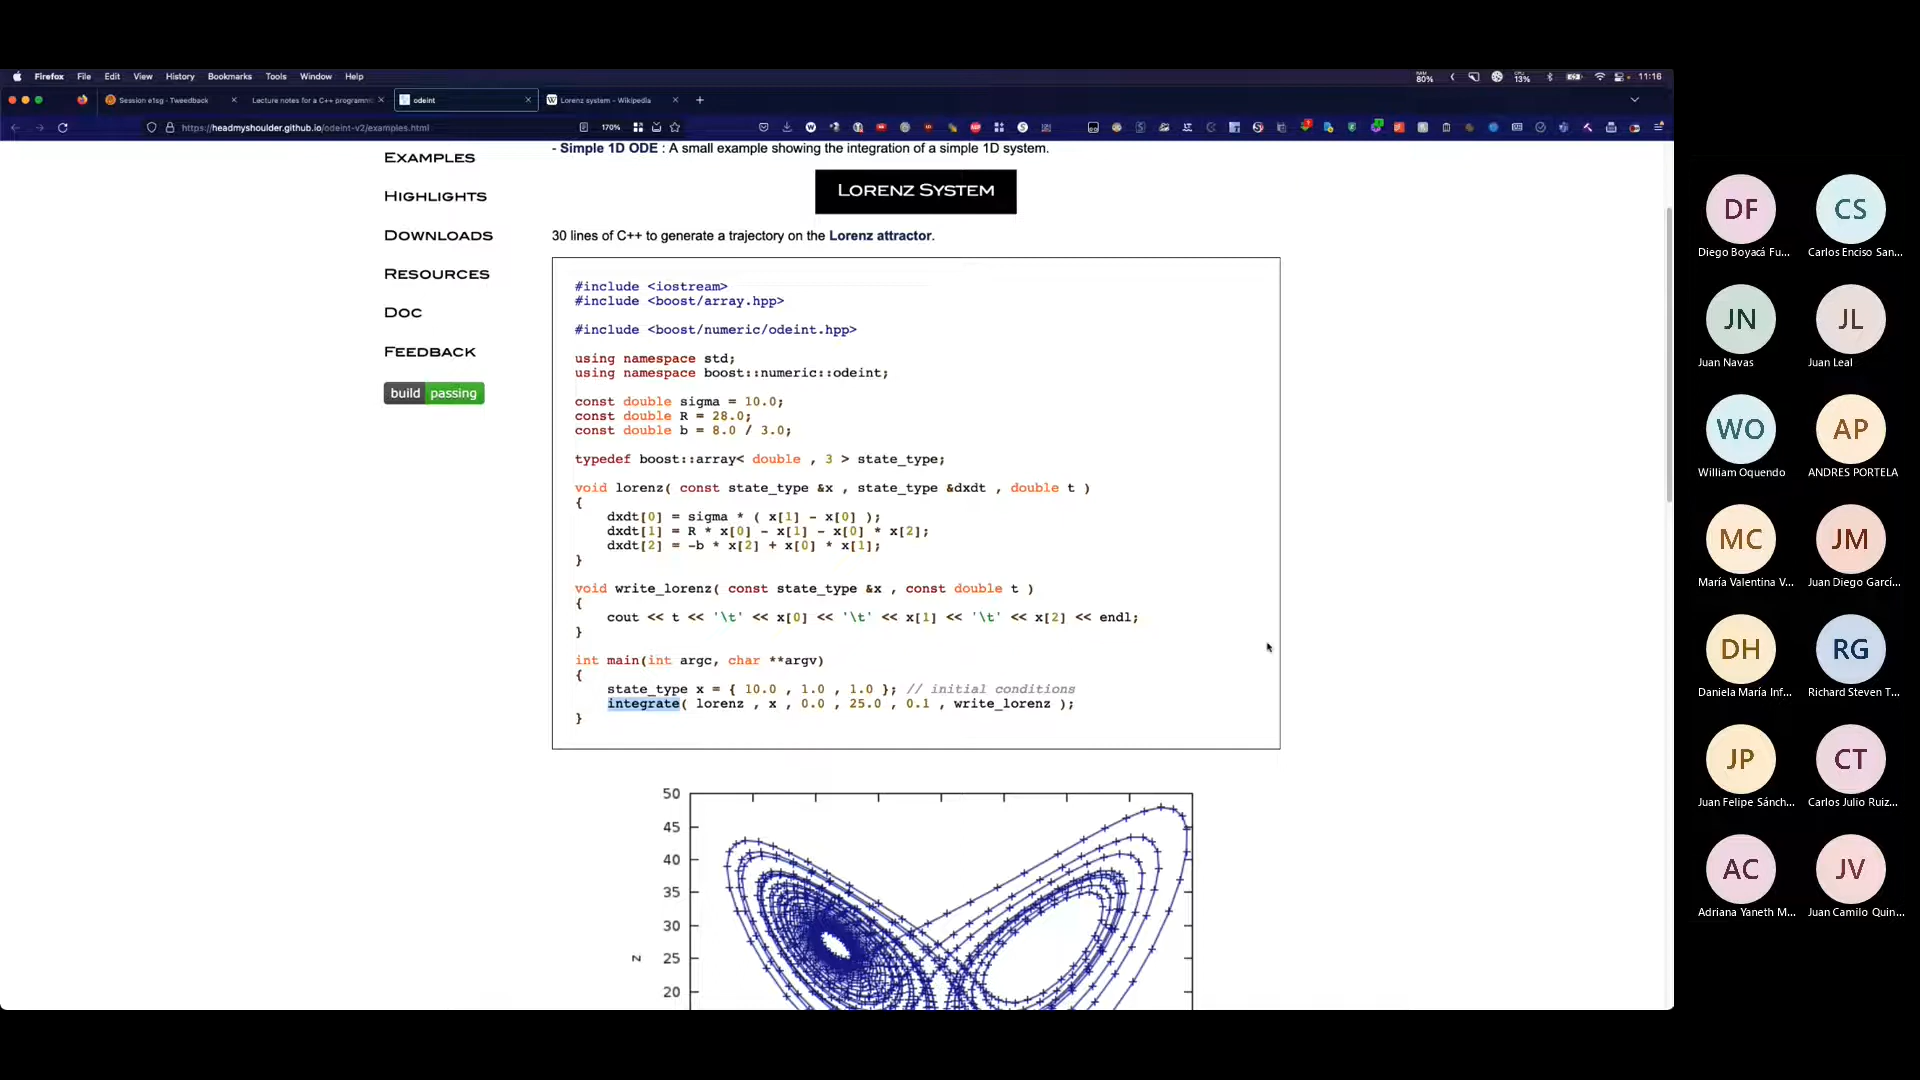 Firefox File Edit View History Bookmarks Tools Window Help
80% 13% 11:16
Session e1sg - Tweedback
Lecture notes for a C++ programmi
odeint
Lorenz system - Wikipedia
https://headmyshoulder.github.io/odeint-v2/examples.html
170%
Examples
Highlights
Downloads
Resources
Doc
Feedback
build passing
- Simple 1D ODE : A small example showing the integration of a simple 1D system.
Lorenz System
30 lines of C++ to generate a trajectory on the Lorenz attractor.
#include <iostream>
#include <boost/array.hpp>
#include <boost/numeric/odeint.hpp>
using namespace std;
using namespace boost::numeric::odeint;
const double sigma = 10.0;
const double R = 28.0;
const double b = 8.0 / 3.0;
typedef boost::array< double , 3 > state_type;
void lorenz( const state_type &x , state_type &dxdt , double t )
{
dxdt[0] = sigma * ( x[1] - x[0] );
dxdt[1] = R * x[0] - x[1] - x[0] * x[2];
dxdt[2] = -b * x[2] + x[0] * x[1];
}
void write_lorenz( const state_type &x , const double t )
{
cout << t << '\t' << x[0] << '\t' << x[1] << '\t' << x[2] << endl;
}
int main(int argc, char **argv)
{
state_type x = { 10.0 , 1.0 , 1.0 }; // initial conditions
integrate( lorenz , x , 0.0 , 25.0 , 0.1 , write_lorenz );
}
50
45
40
35
30
25
20
z
DF
Diego Boyacá Fu...
CS
Carlos Enciso San...
JN
Juan Navas
JL
Juan Leal
WO
William Oquendo
AP
ANDRES PORTELA
MC
María Valentina V...
JM
Juan Diego Garcí...
DH
Daniela María Inf...
RG
Richard Steven T...
JP
Juan Felipe Sánch...
CT
Carlos Julio Ruiz...
AC
Adriana Yaneth M...
JV
Juan Camilo Quin...